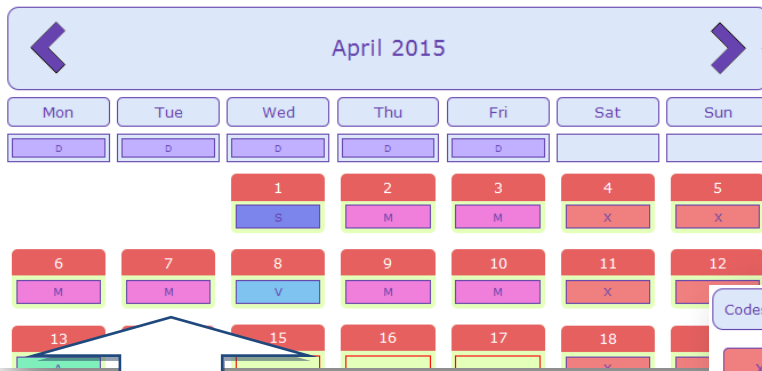 April 2015
Mon Tue Wed Thu Fri Sat Sun
D D D D D
1 2 3 4 5
S M M X X
6 7 8 9 10 11 12
M M V M M X
13 15 16 17 18
X